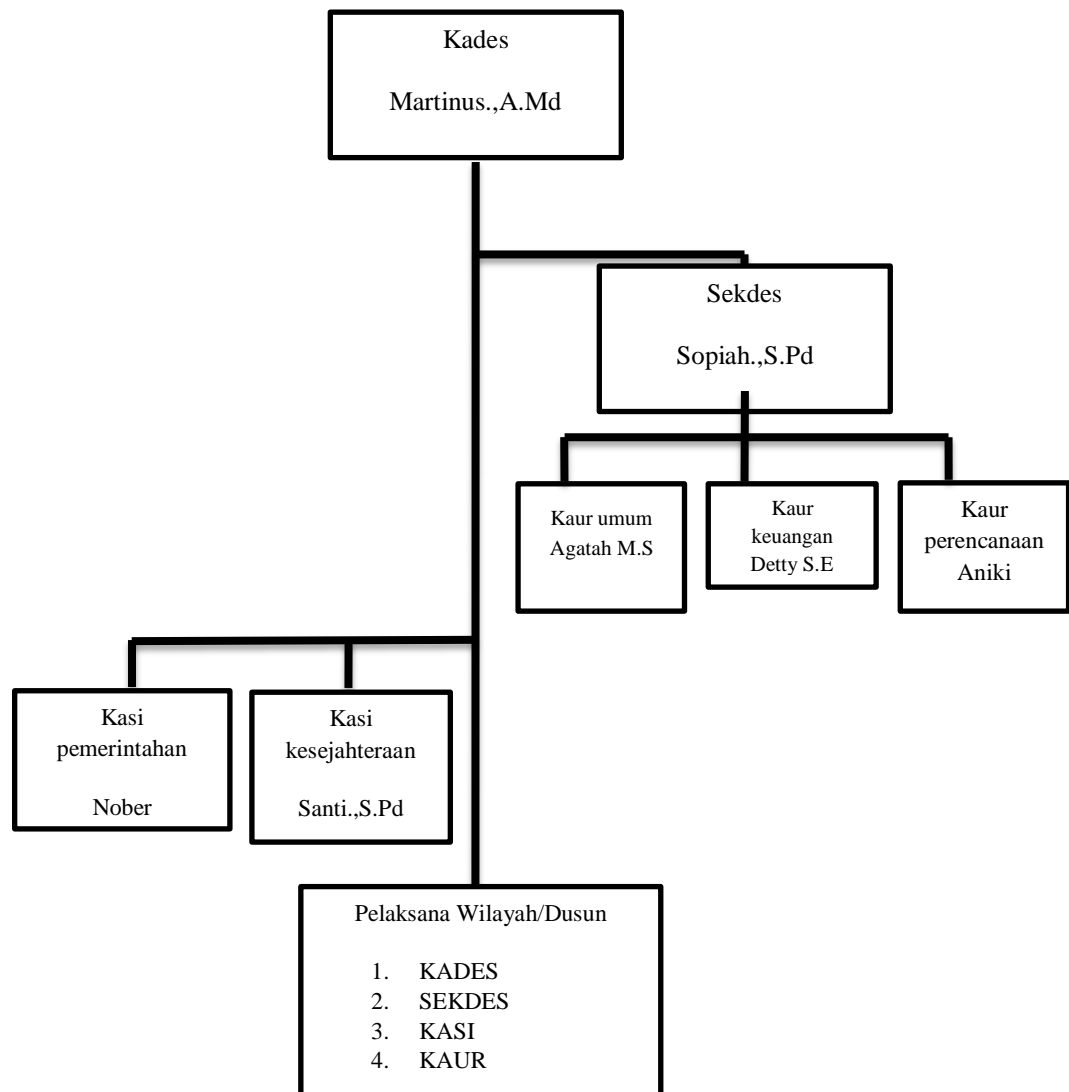 Kades
Martinus.,A.Md
Sekdes
Sopiah.,S.Pd
Kaur umum
Agatah M.S
Kaur
keuangan
Detty S.E
Kaur
perencanaan
Aniki
Kasi
pemerintahan
Nober
Kasi
kesejahteraan
Santi.,S.Pd
Pelaksana Wilayah/Dusun
1. KADES
2. SEKDES
3. KASI
4. KAUR